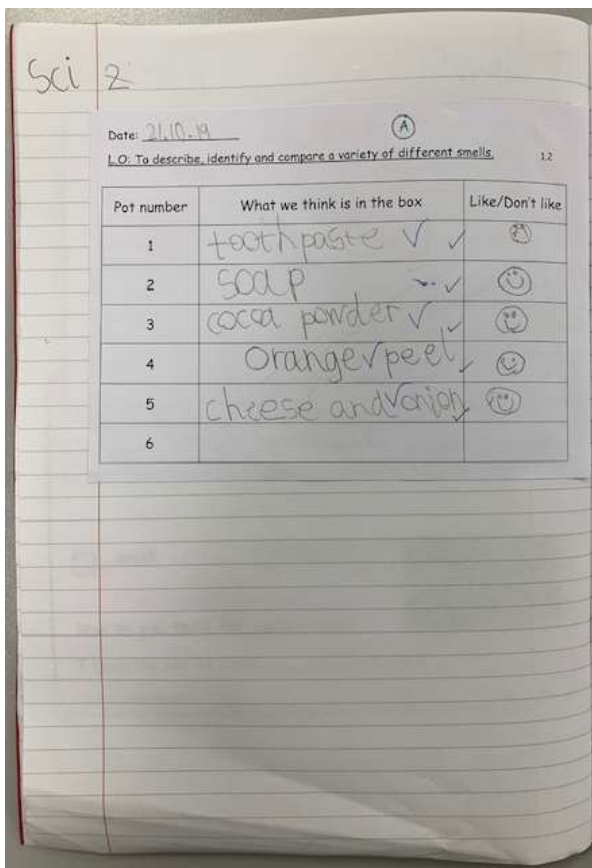 Sci 2
A
Date: 21.10.19
L.O: To describe, identify and compare a variety of different smells. 12
Pot number What we think is in the box Like/Don't like
1 toothpaste
2 soap
3 cocoa powder
4 orange peel
5 cheese and onion
6